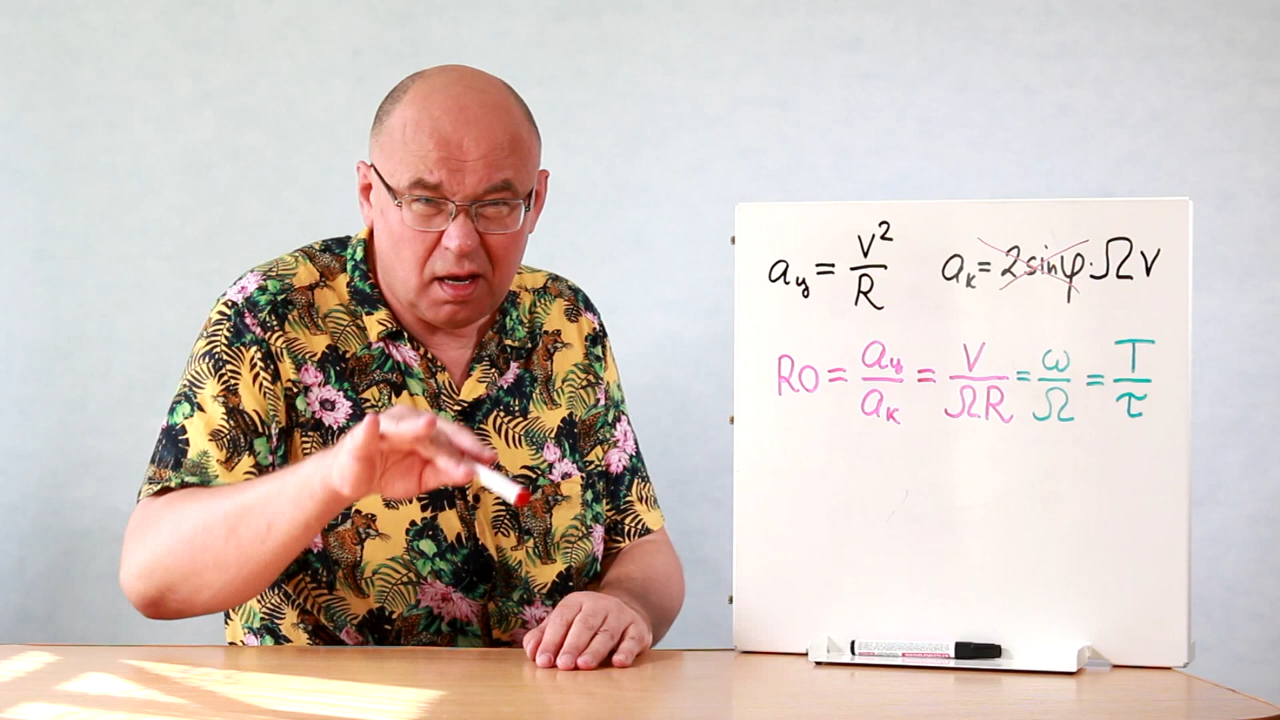 aц = V²/R
aк = 2sinφ·ΩV
RO = aц/aк = V/ΩR = ω/Ω = T/τ